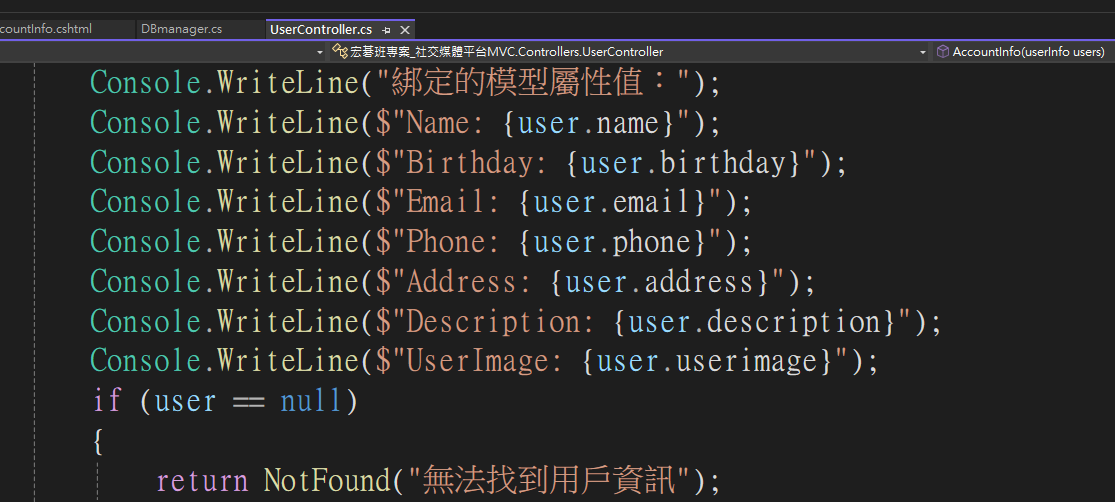 countInfo.cshtml DBmanager.cs UserController.cs
宏碁班專案_社交媒體平台MVC.Controllers.UserController AccountInfo(userInfo users)
Console.WriteLine("綁定的模型屬性值：");
Console.WriteLine($"Name: {user.name}");
Console.WriteLine($"Birthday: {user.birthday}");
Console.WriteLine($"Email: {user.email}");
Console.WriteLine($"Phone: {user.phone}");
Console.WriteLine($"Address: {user.address}");
Console.WriteLine($"Description: {user.description}");
Console.WriteLine($"UserImage: {user.userimage}");
if (user == null)
{
return NotFound("無法找到用戶資訊");